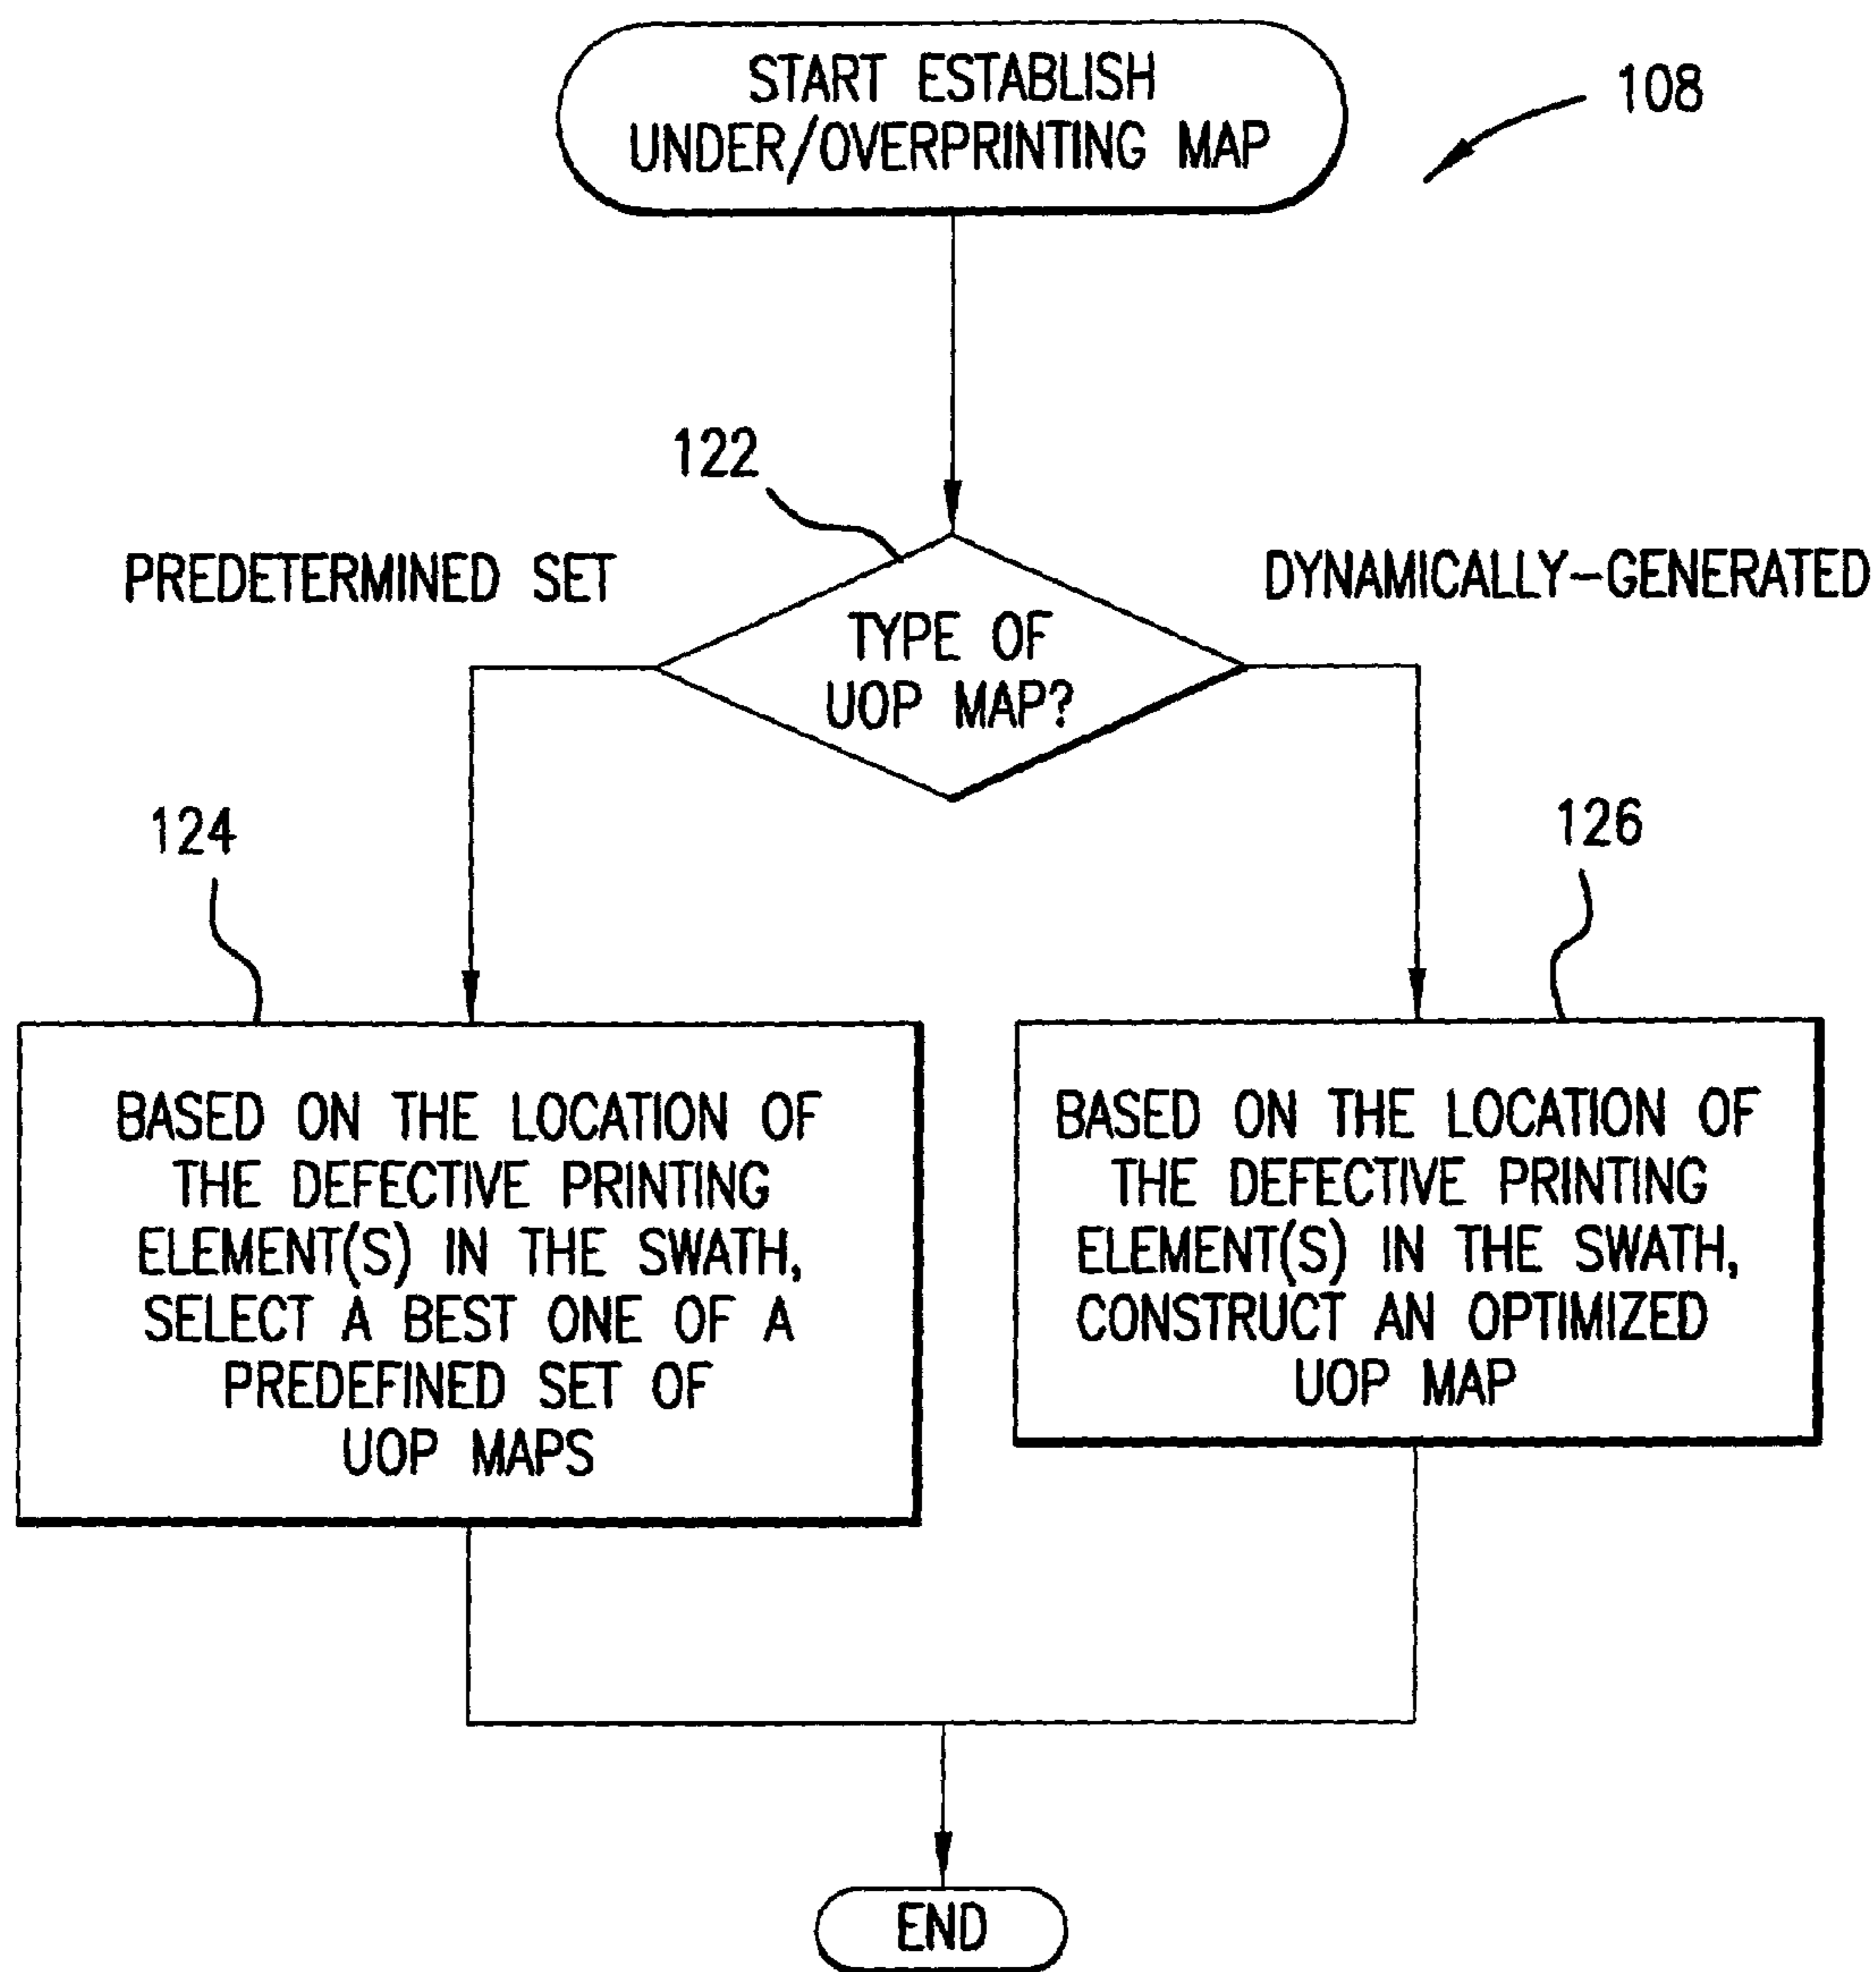 START ESTABLISH
UNDER/OVERPRINTING MAP
108
122
PREDETERMINED SET
DYNAMICALLY-GENERATED
TYPE OF
UOP MAP?
124
126
BASED ON THE LOCATION OF
THE DEFECTIVE PRINTING
ELEMENT(S) IN THE SWATH,
SELECT A BEST ONE OF A
PREDEFINED SET OF
UOP MAPS
BASED ON THE LOCATION OF
THE DEFECTIVE PRINTING
ELEMENT(S) IN THE SWATH,
CONSTRUCT AN OPTIMIZED
UOP MAP
END